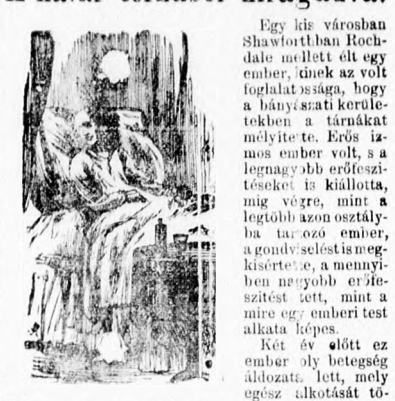 Egy kis városban
Shawforthban Roch-
dale mellett élt egy
ember, kinek az volt
foglalatossága, hogy
a bányászati kerüle-
tekben a tárnákat
mélyitette. Erős iz-
mos ember volt, s a
legnagyobb erőfeszi-
téseket is kiállotta,
mig végre, mint a
legtöbb azon osztály-
ba tartozó ember,
a gondviselést is meg-
kisértette, a mennyi-
ben nagyobb erőfe-
szitést tett, mint a
mire egy emberi test
alkata képes.
Két év előtt ez
ember oly betegség
áldozata lett, mely
egész alkotását tö-